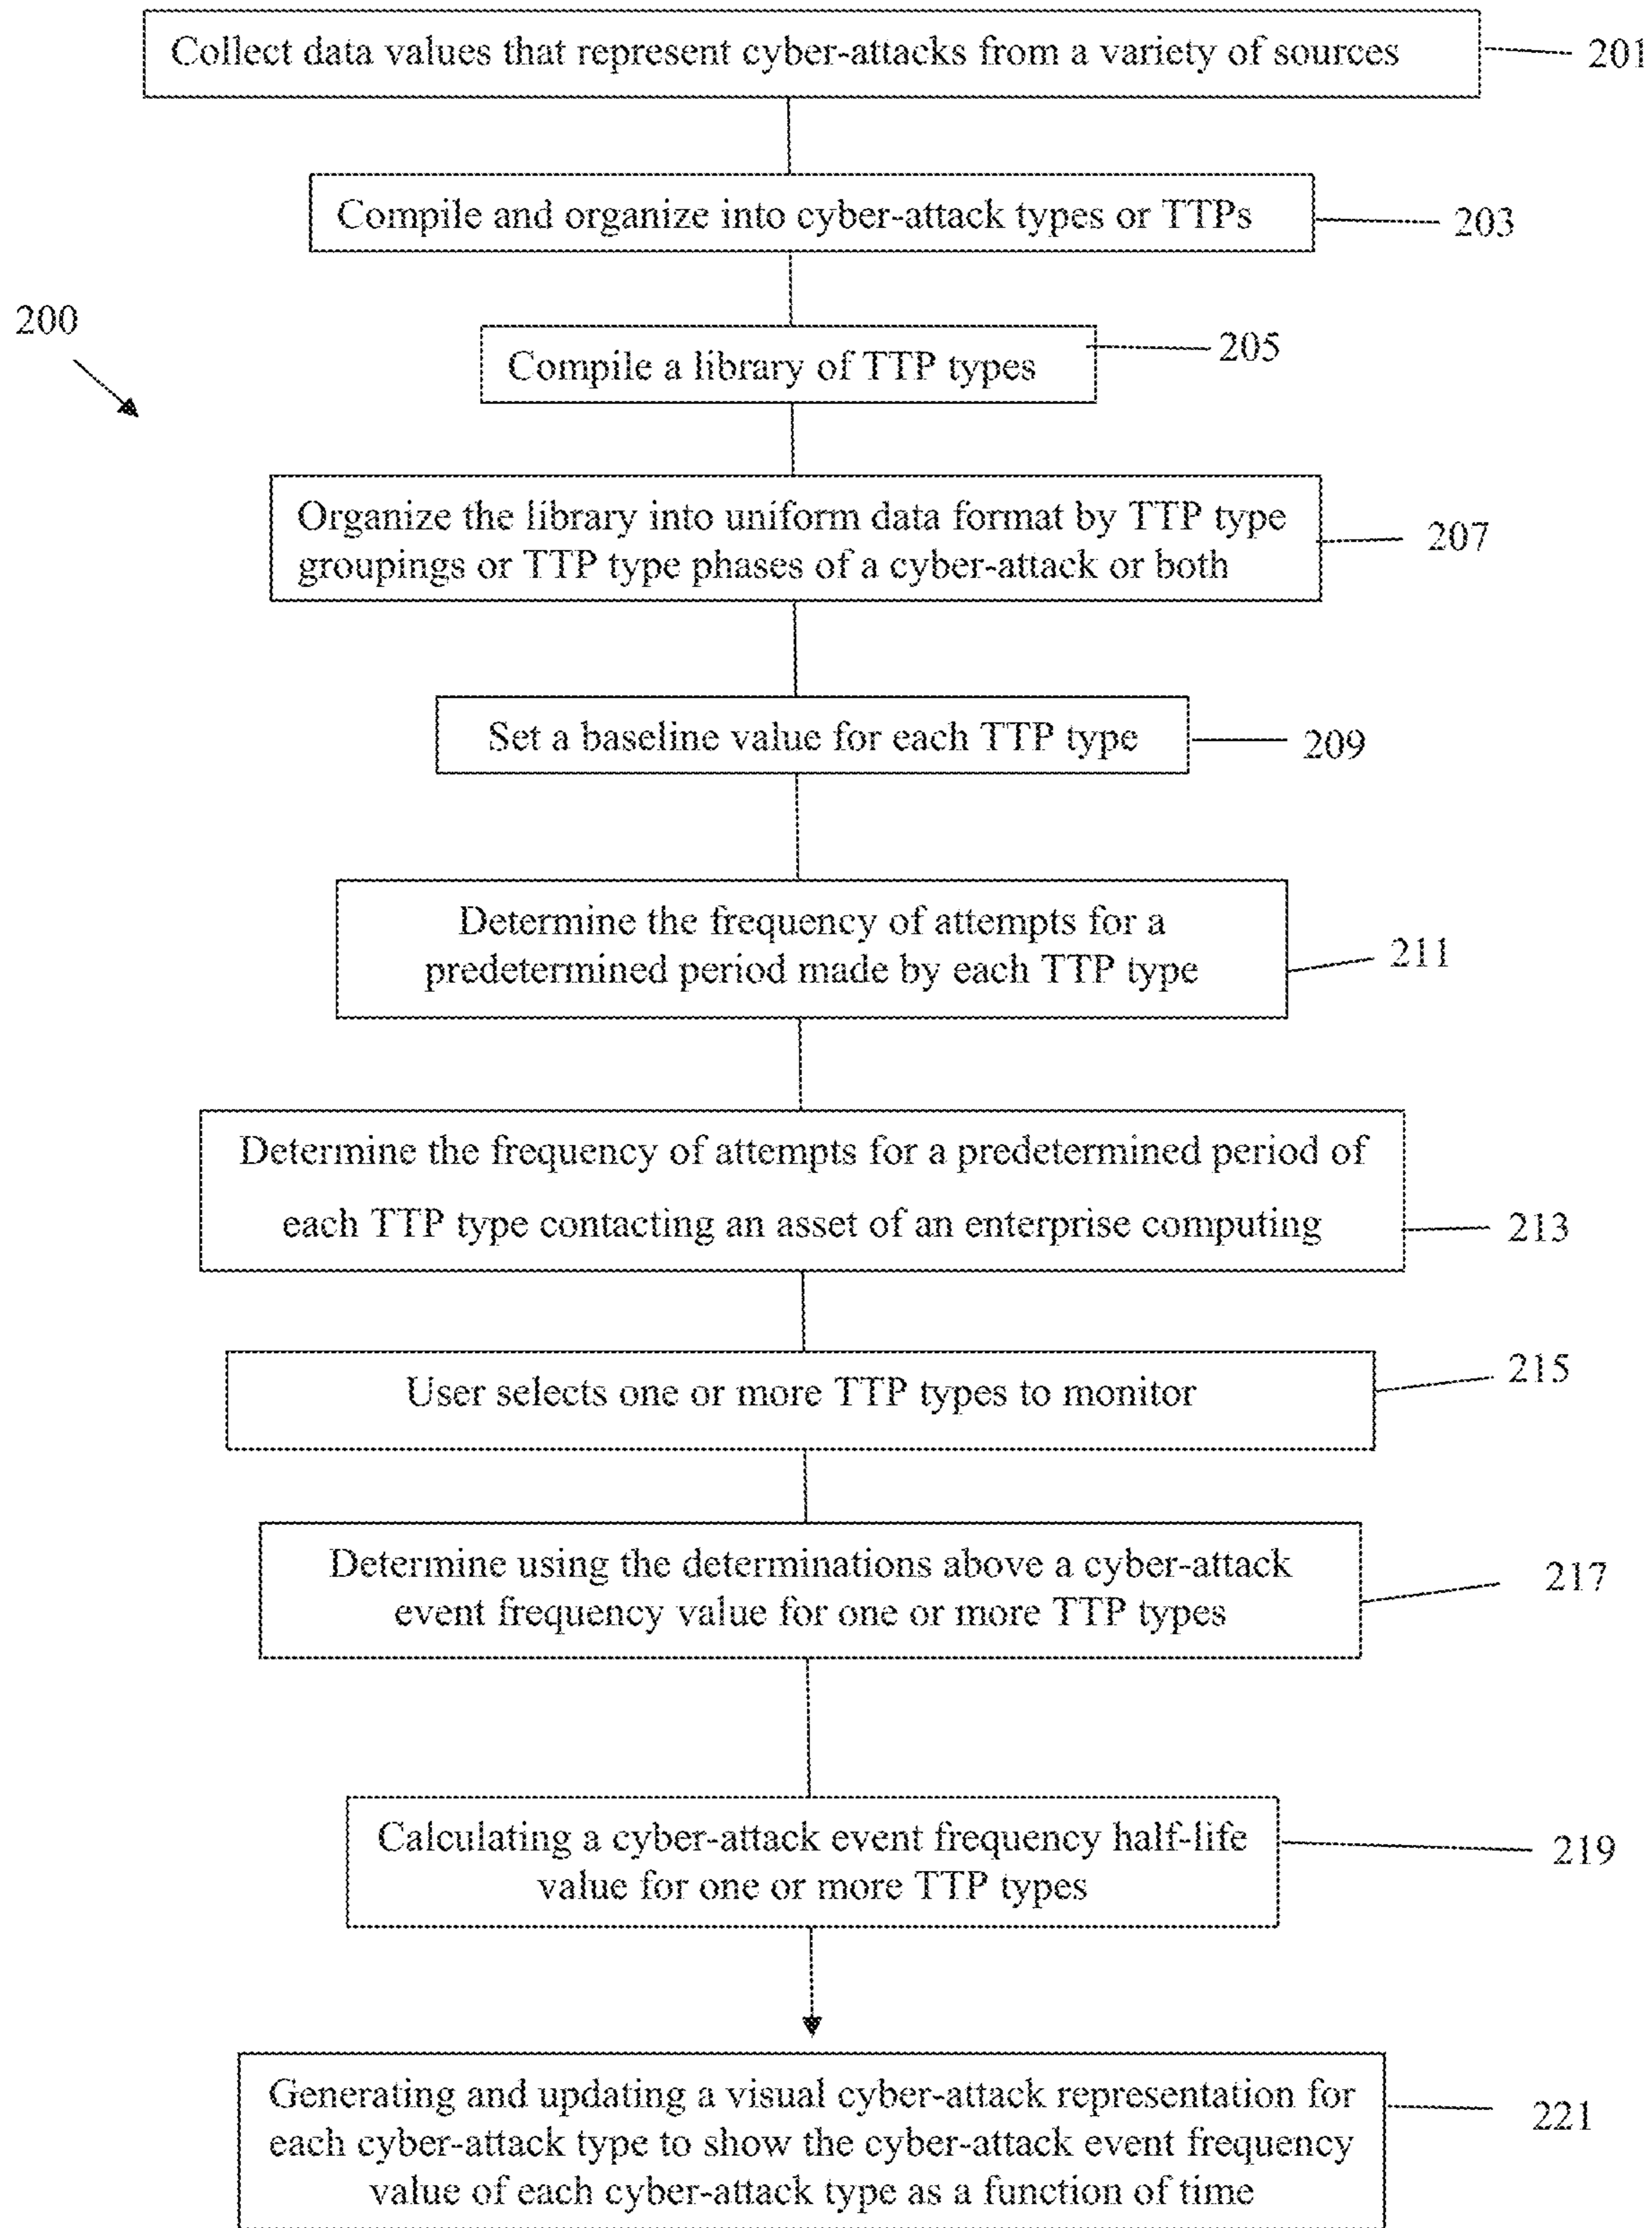 Collect data values that represent cyber-attacks from a variety of sources
201
Compile and organize into cyber-attack types or TTPs
203
200
Compile a library of TTP types
205
Organize the library into uniform data format by TTP type
groupings or TTP type phases of a cyber-attack or both
207
Set a baseline value for each TTP type
209
Determine the frequency of attempts for a
predetermined period made by each TTP type
211
Determine the frequency of attempts for a predetermined period of
each TTP type contacting an asset of an enterprise computing
213
User selects one or more TTP types to monitor
215
Determine using the determinations above a cyber-attack
event frequency value for one or more TTP types
217
Calculating a cyber-attack event frequency half-life
value for one or more TTP types
219
Generating and updating a visual cyber-attack representation for
each cyber-attack type to show the cyber-attack event frequency
value of each cyber-attack type as a function of time
221